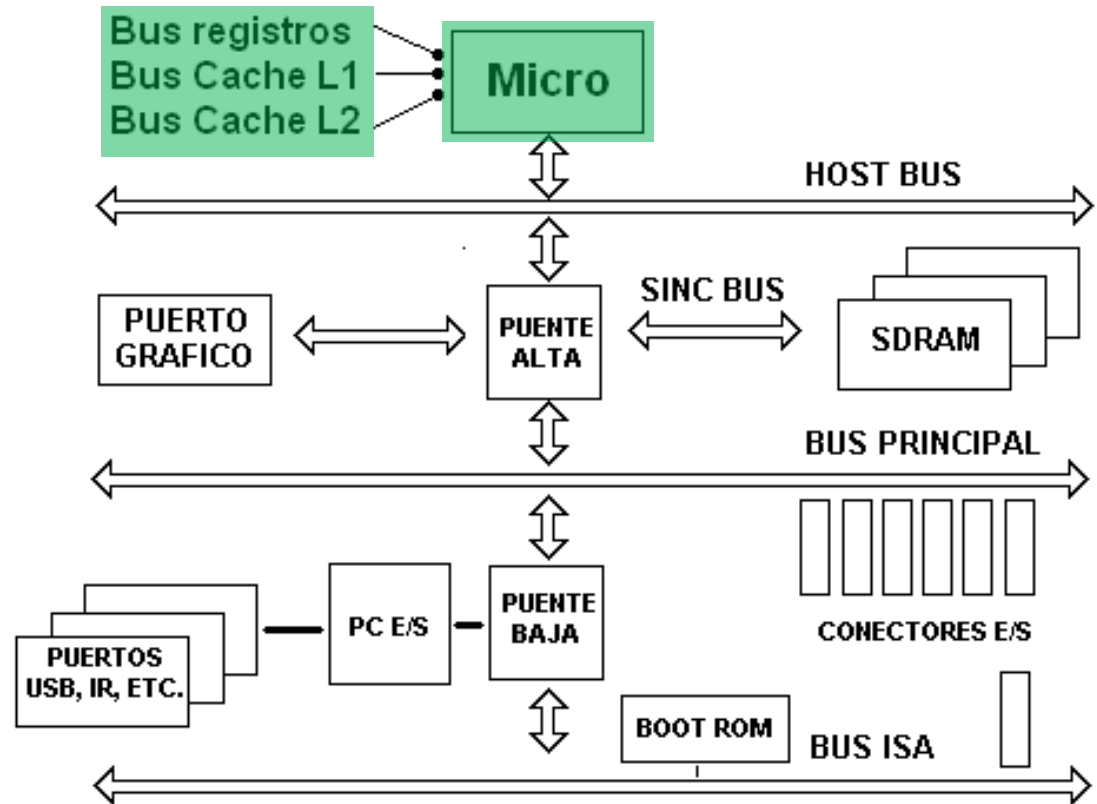 Bus registros
Bus Cache L1
Bus Cache L2
Micro
HOST BUS
PUERTO
GRAFICO
PUENTE
ALTA
SINC BUS
SDRAM
BUS PRINCIPAL
PUERTOS
USB, IR, ETC.
PC E/S
PUENTE
BAJA
CONECTORES E/S
BOOT ROM
BUS ISA